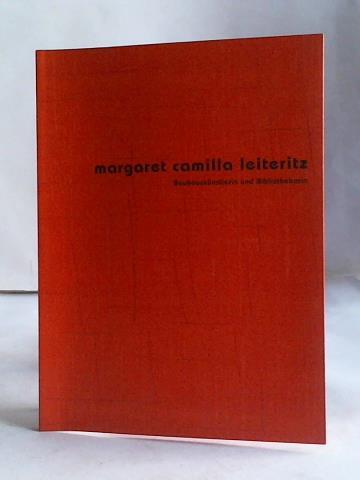 margaret camilla leiteritz
Bauhauskünstlerin und Bibliothekarin